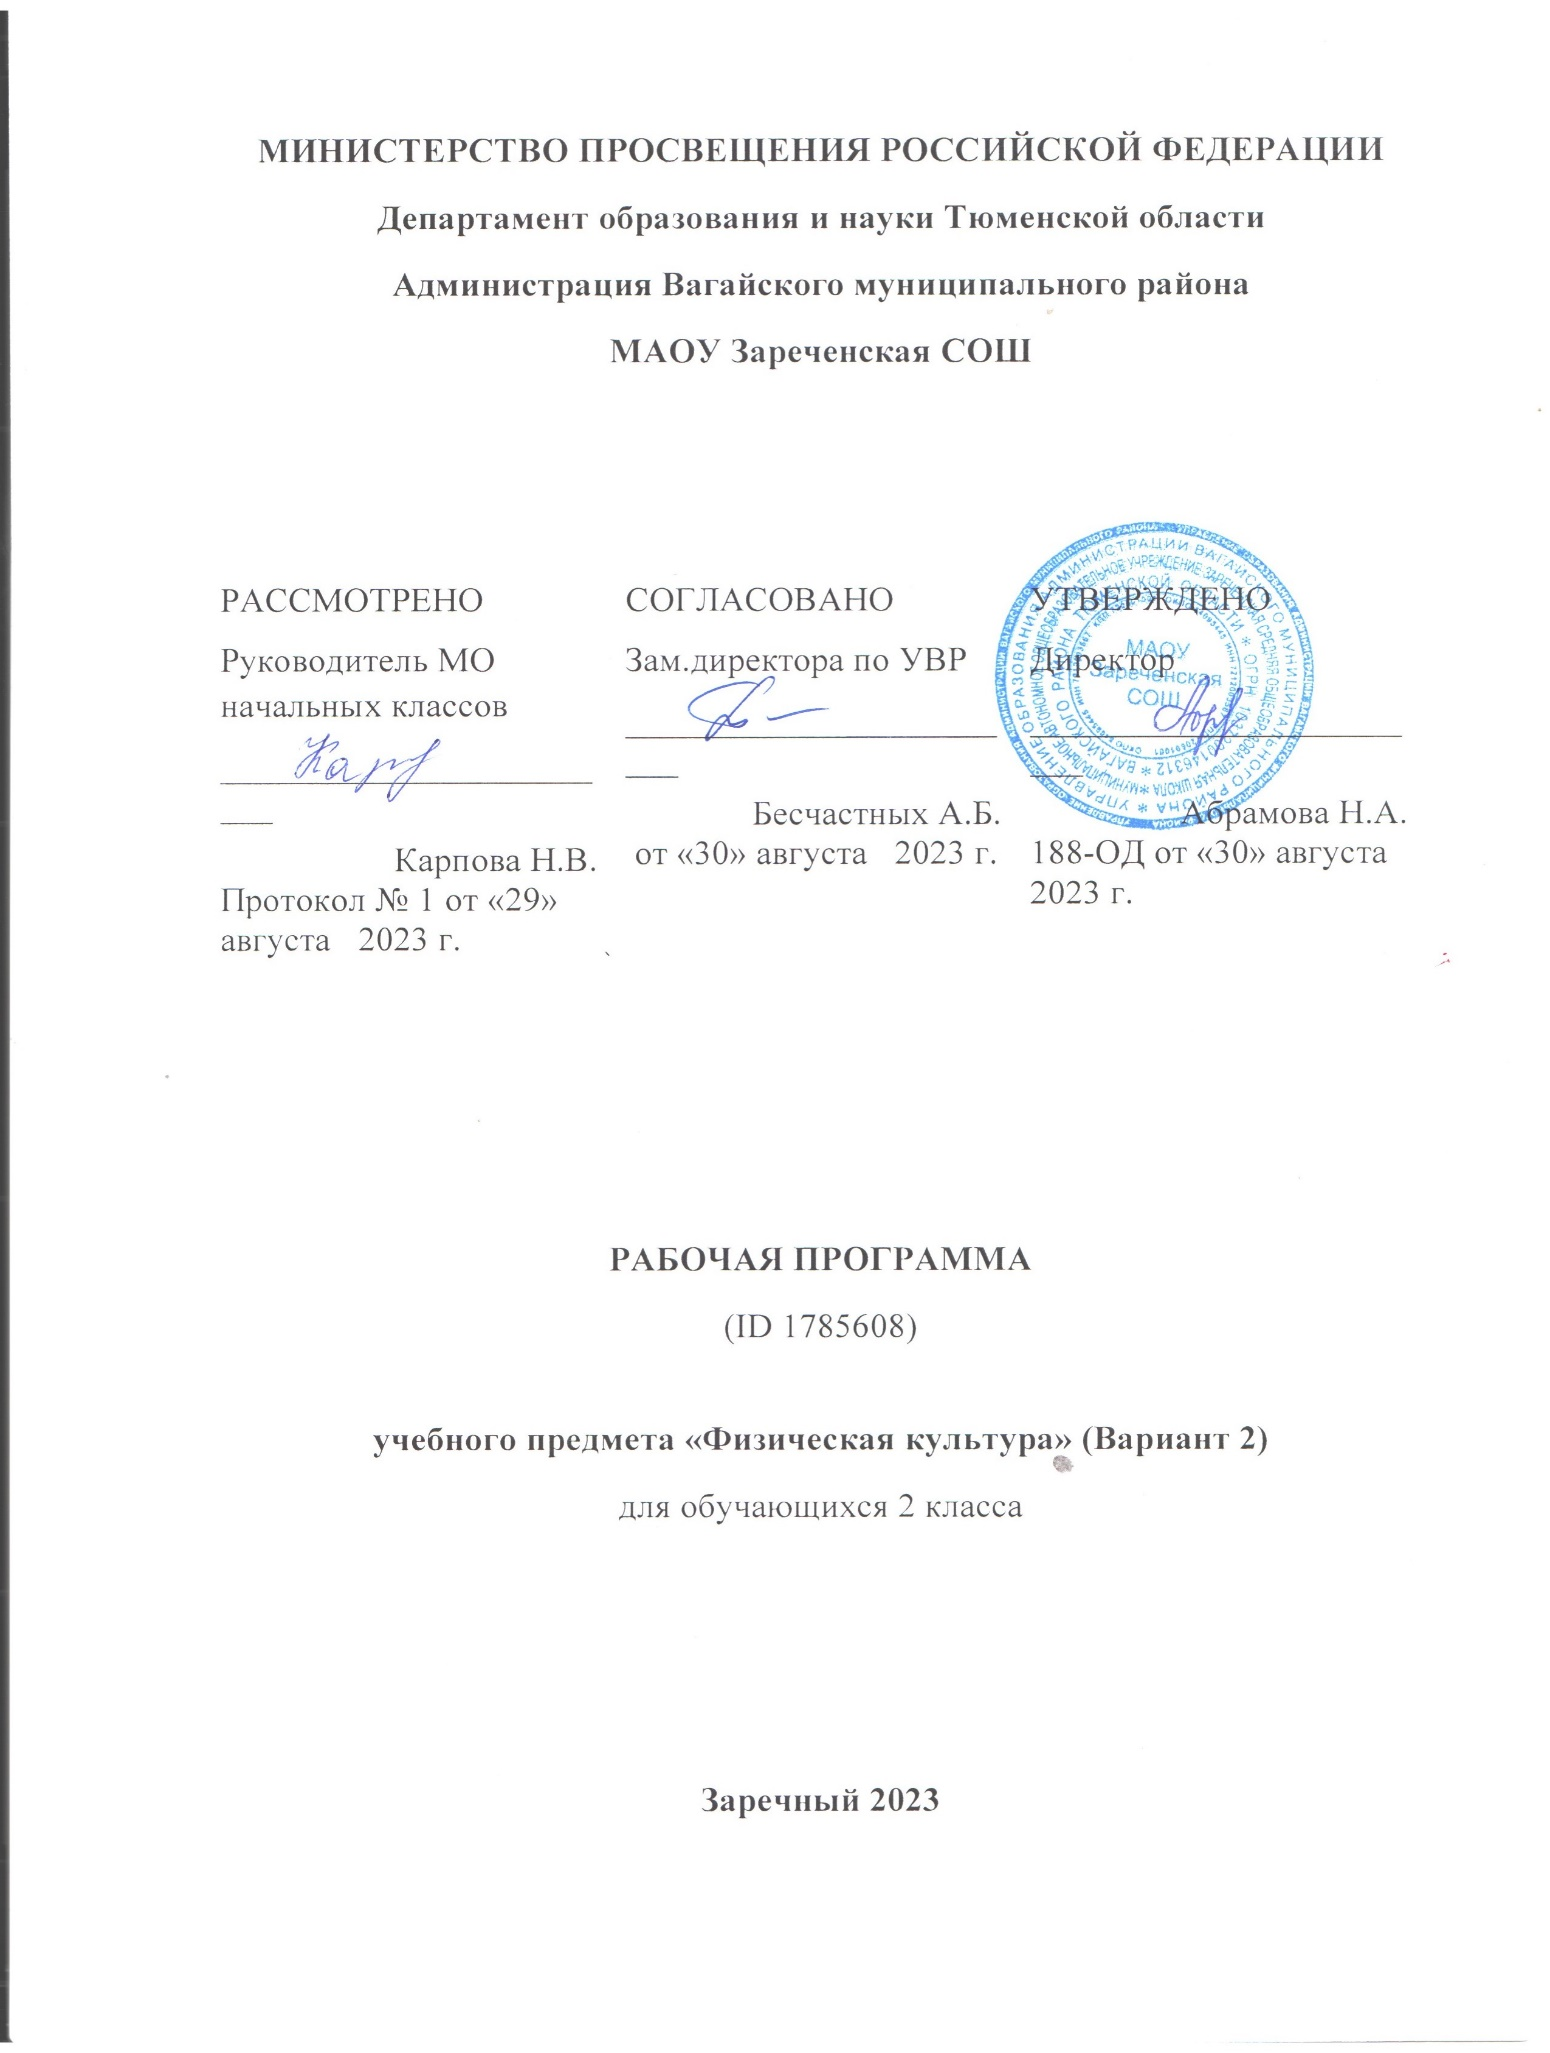 МИНИСТЕРСТВО ПРОСВЕЩЕНИЯ РОССИЙСКОЙ ФЕДЕРАЦИИ
Департамент образования и науки Тюменской области
Администрация Вагайского муниципального района
МАОУ Зареченская СОШ
РАССМОТРЕНО
Руководитель МО
начальных классов
Карпова Н.В.
Протокол № 1 от «29»
августа 2023 г.
СОГЛАСОВАНО
Зам.директора по УВР
Бесчастных А.Б.
от «30» августа 2023 г.
УТВЕРЖДЕНО
Директор
Абрамова Н.А.
188-ОД от «30» августа
2023 г.
МАОУ
Зареченская
СОШ
РАБОЧАЯ ПРОГРАММА
(ID 1785608)
учебного предмета «Физическая культура» (Вариант 2)
для обучающихся 2 класса
Заречный 2023